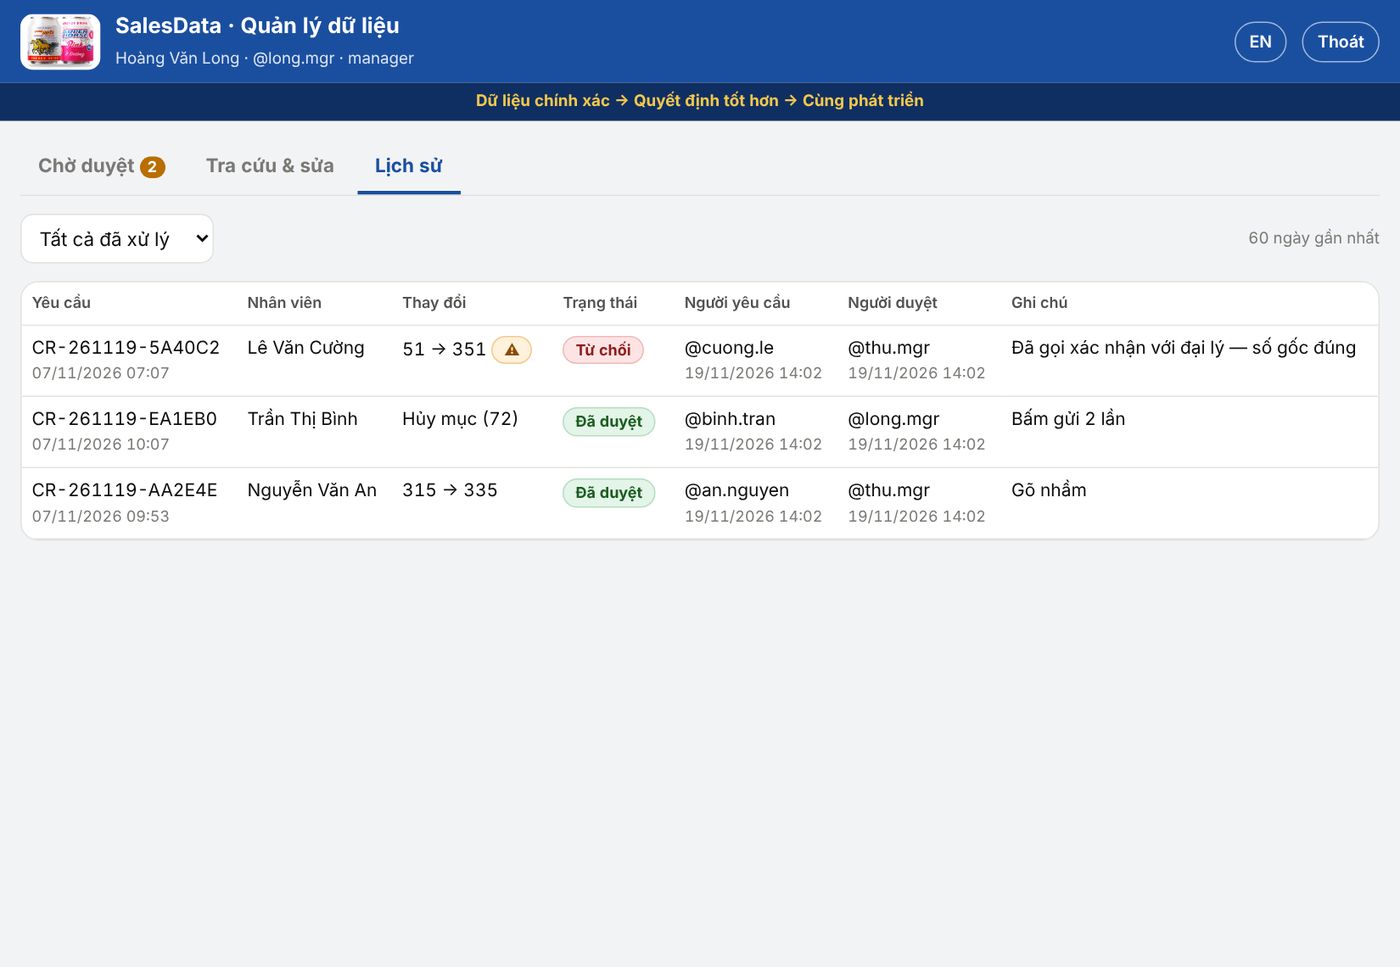 SalesData · Quản lý dữ liệu
Hoàng Văn Long · @long.mgr · manager
EN
Thoát
Dữ liệu chính xác → Quyết định tốt hơn → Cùng phát triển
Chờ duyệt 2
Tra cứu & sửa
Lịch sử
Tất cả đã xử lý
60 ngày gần nhất
Yêu cầu Nhân viên Thay đổi Trạng thái Người yêu cầu Người duyệt Ghi chú
CR-261119-5A40C2 Lê Văn Cường 51 → 351 ⚠ Từ chối @cuong.le @thu.mgr Đã gọi xác nhận với đại lý — số gốc đúng
07/11/2026 07:07 19/11/2026 14:02 19/11/2026 14:02
CR-261119-EA1EB0 Trần Thị Bình Hủy mục (72) Đã duyệt @binh.tran @long.mgr Bấm gửi 2 lần
07/11/2026 10:07 19/11/2026 14:02 19/11/2026 14:02
CR-261119-AA2E4E Nguyễn Văn An 315 → 335 Đã duyệt @an.nguyen @thu.mgr Gõ nhầm
07/11/2026 09:53 19/11/2026 14:02 19/11/2026 14:02